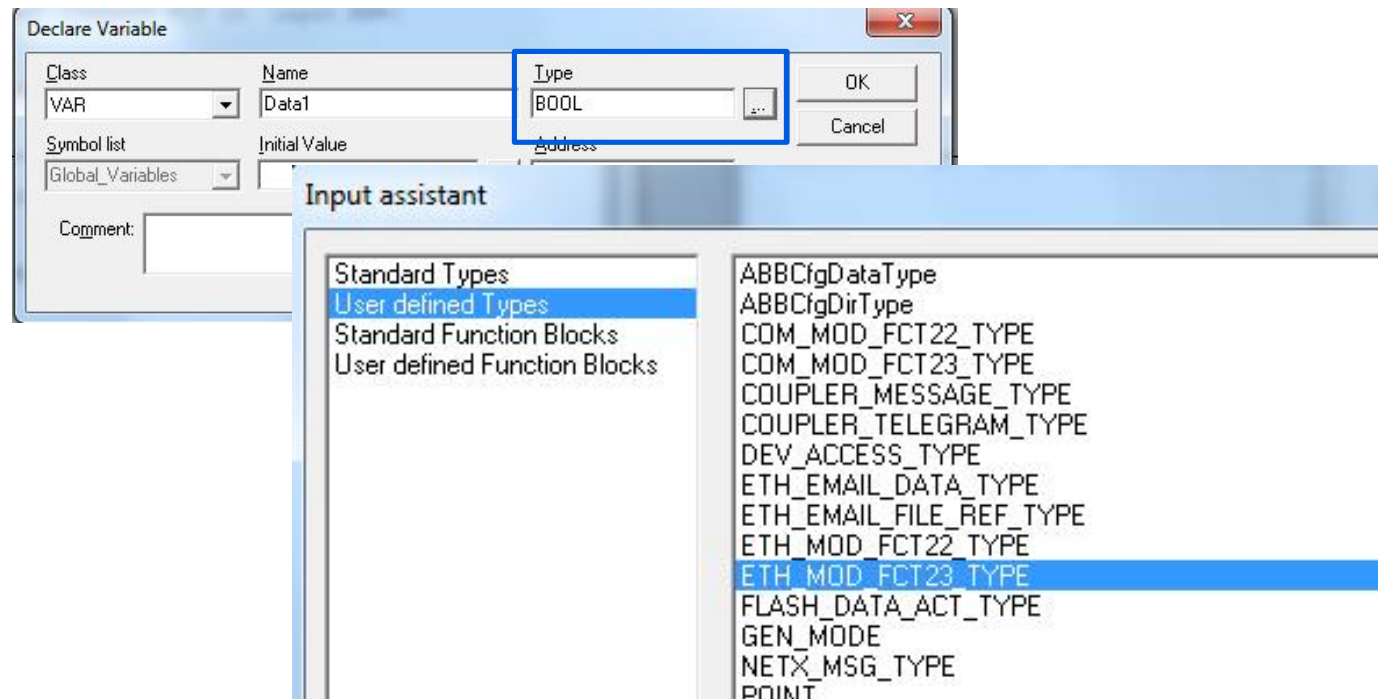 Declare Variable
Class Name Type
VAR Data1 BOOL ... OK
Cancel
Symbol list Initial Value Address
Global_Variables
Comment:
Input assistant
Standard Types
User defined Types
Standard Function Blocks
User defined Function Blocks
ABBCfgDataType
ABBCfgDirType
COM_MOD_FCT22_TYPE
COM_MOD_FCT23_TYPE
COUPLER_MESSAGE_TYPE
COUPLER_TELEGRAM_TYPE
DEV_ACCESS_TYPE
ETH_EMAIL_DATA_TYPE
ETH_EMAIL_FILE_REF_TYPE
ETH_MOD_FCT22_TYPE
ETH_MOD_FCT23_TYPE
FLASH_DATA_ACT_TYPE
GEN_MODE
NETX_MSG_TYPE
POINT